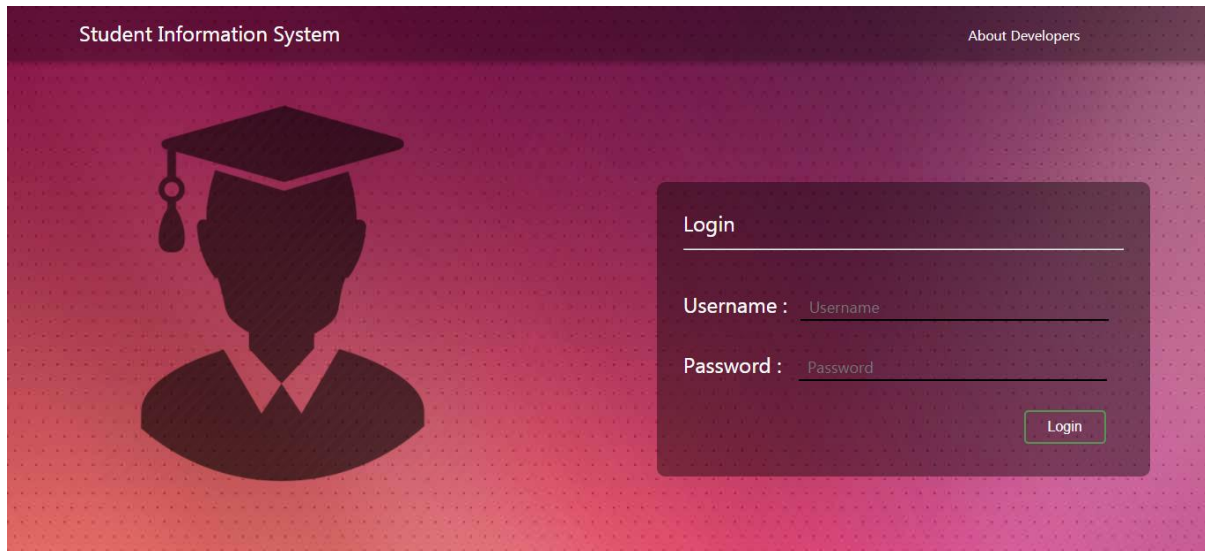 Student Information System
About Developers
Login
Username : Username
Password : Password
Login